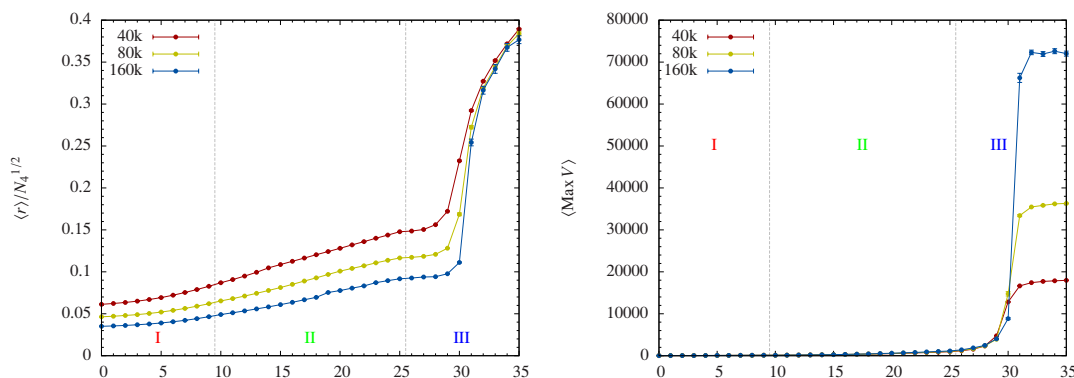 0.4
0.35
0.3
0.25
0.2
0.15
0.1
0.05
0
0 5 10 15 20 25 30 35
⟨r⟩/N₄^1/2
40k
80k
160k
I II III
80000
70000
60000
50000
40000
30000
20000
10000
0
0 5 10 15 20 25 30 35
⟨Max V⟩
40k
80k
160k
I II III